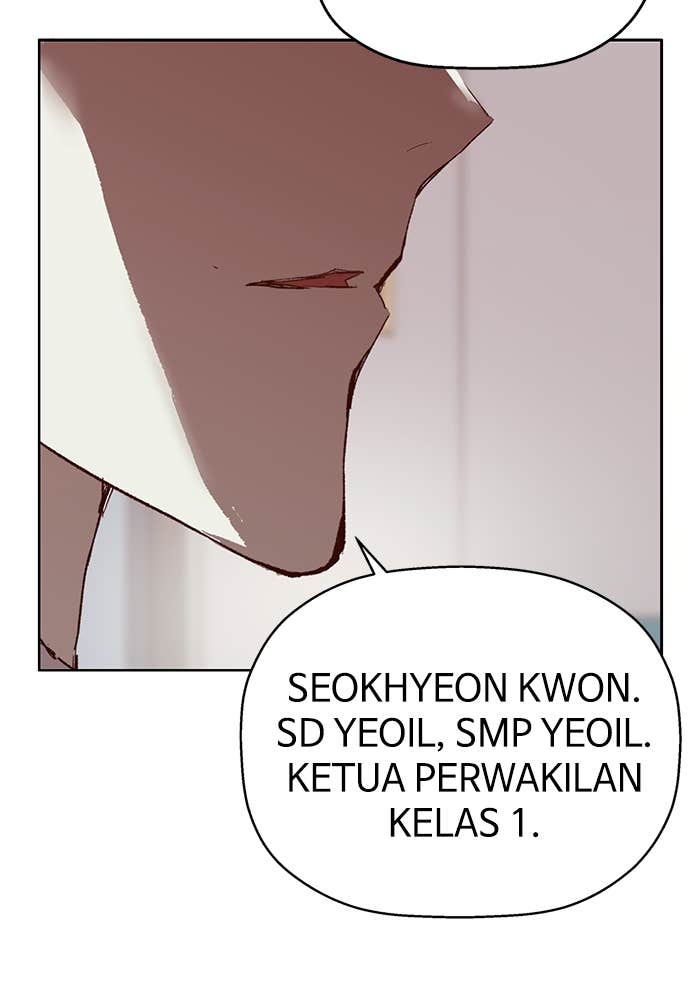 SEOKHYEON KWON.
SD YEOIL, SMP YEOIL.
KETUA PERWAKILAN
KELAS 1.